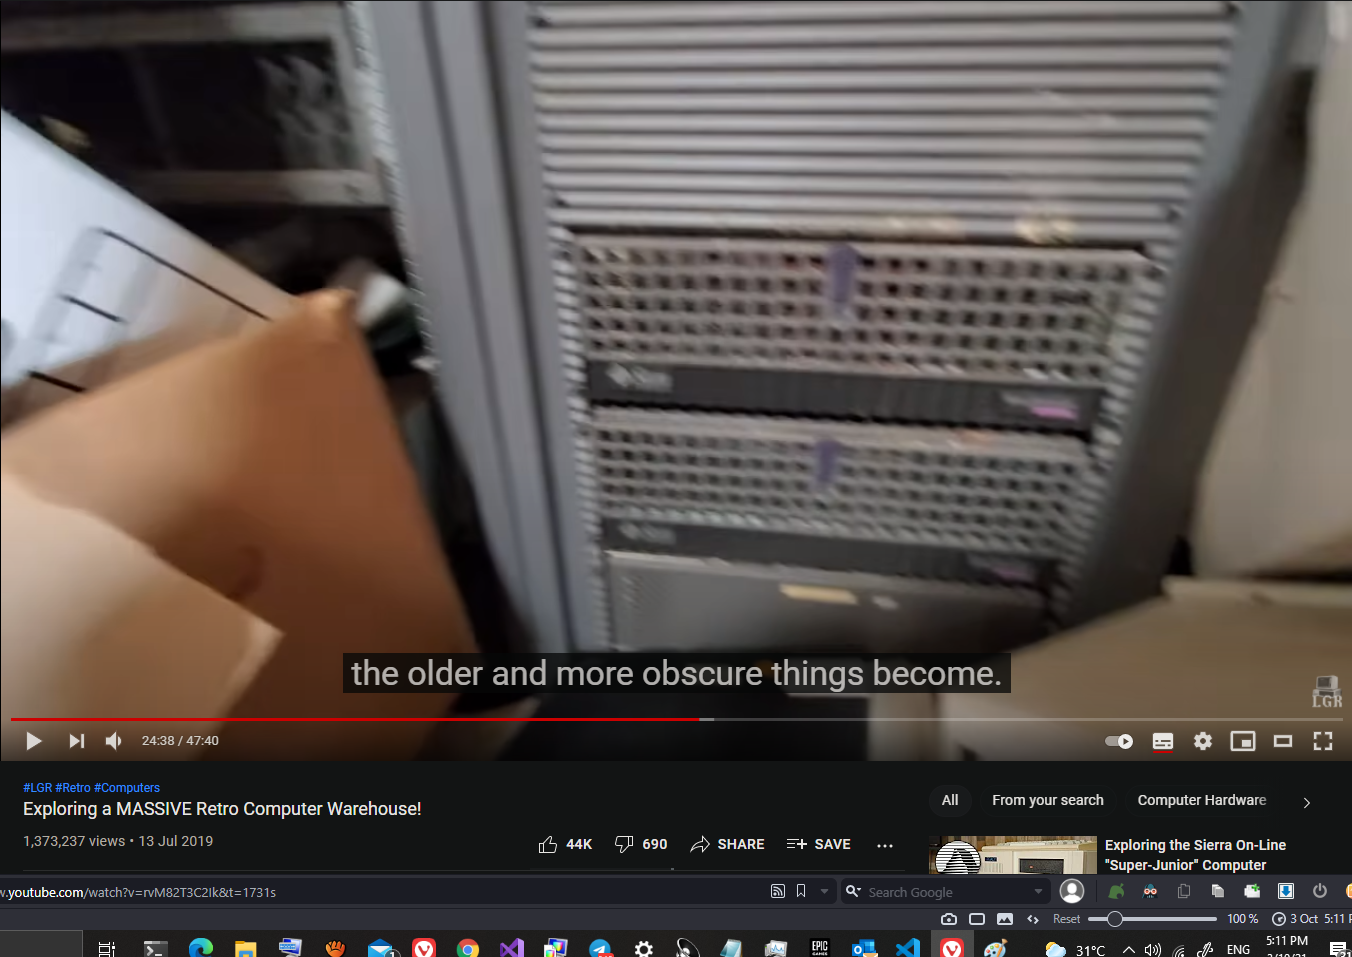 Sun
the older and more obscure things become.
LGR
24:38 / 47:40
#LGR #Retro #Computers
Exploring a MASSIVE Retro Computer Warehouse!
1,373,237 views • 13 Jul 2019
44K
690
SHARE
SAVE
All
From your search
Computer Hardware
Exploring the Sierra On-Line
"Super-Junior" Computer
w.youtube.com/watch?v=rvM82T3C2Ik&t=1731s
Search Google
Reset
100 %
3 Oct 5:11 P
EPIC
GAMES
31°C
ENG
5:11 PM